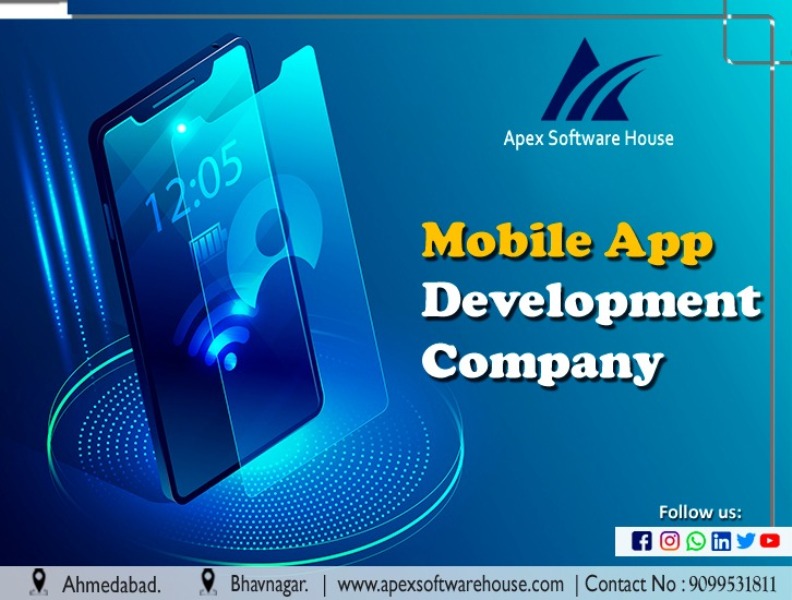 12:05
Apex Software House
Mobile App
Development
Company
Follow us:
Ahmedabad. Bhavnagar. | www.apexsoftwarehouse.com | Contact No : 9099531811